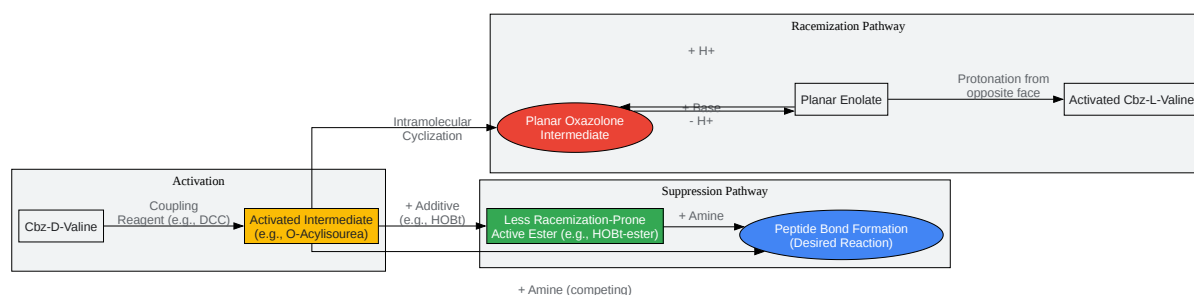 Racemization Pathway
+ H+
Protonation from
opposite face
Planar Enolate
Activated Cbz-L-Valine
+ Base
- H+
Planar Oxazolone
Intermediate
Intramolecular
Cyclization
Activation
Suppression Pathway
Coupling
Reagent (e.g., DCC)
Cbz-D-Valine
Activated Intermediate
(e.g., O-Acylisourea)
+ Additive
(e.g., HOBt)
Less Racemization-Prone
Active Ester (e.g., HOBt-ester)
+ Amine
Peptide Bond Formation
(Desired Reaction)
+ Amine (competing)